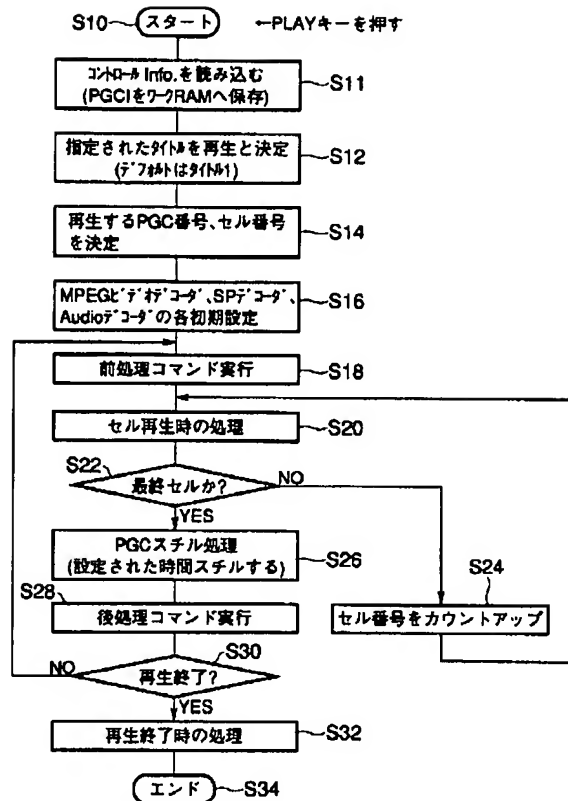 S10 スタート ←PLAYキーを押す
コントロールInfo.を読み込む
(PGCIをワークRAMへ保存)
S11
指定されたタイトルを再生と決定
(デフォルトはタイトル1)
S12
再生するPGC番号、セル番号
を決定
S14
MPEGビデオデコーダ、SPデコーダ、
Audioデコーダの各初期設定
S16
前処理コマンド実行
S18
セル再生時の処理
S20
S22
最終セルか?
NO
YES
PGCスチル処理
(設定された時間スチルする)
S26
S24
セル番号をカウントアップ
S28
後処理コマンド実行
S30
再生終了?
NO
YES
再生終了時の処理
S32
エンド
S34